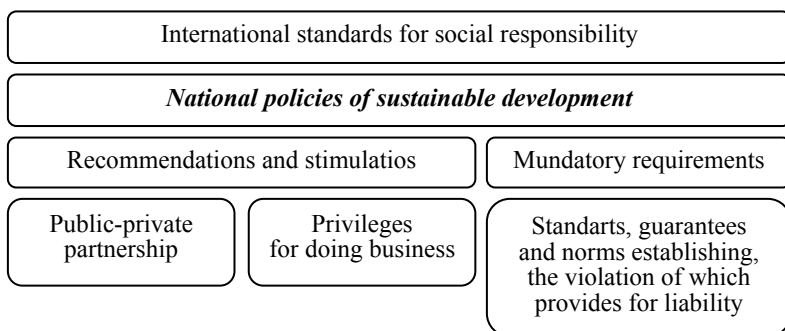 International standards for social responsibility
National policies of sustainable development
Recommendations and stimulatios
Mundatory requirements
Public-private
partnership
Privileges
for doing business
Standarts, guarantees
and norms establishing,
the violation of which
provides for liability